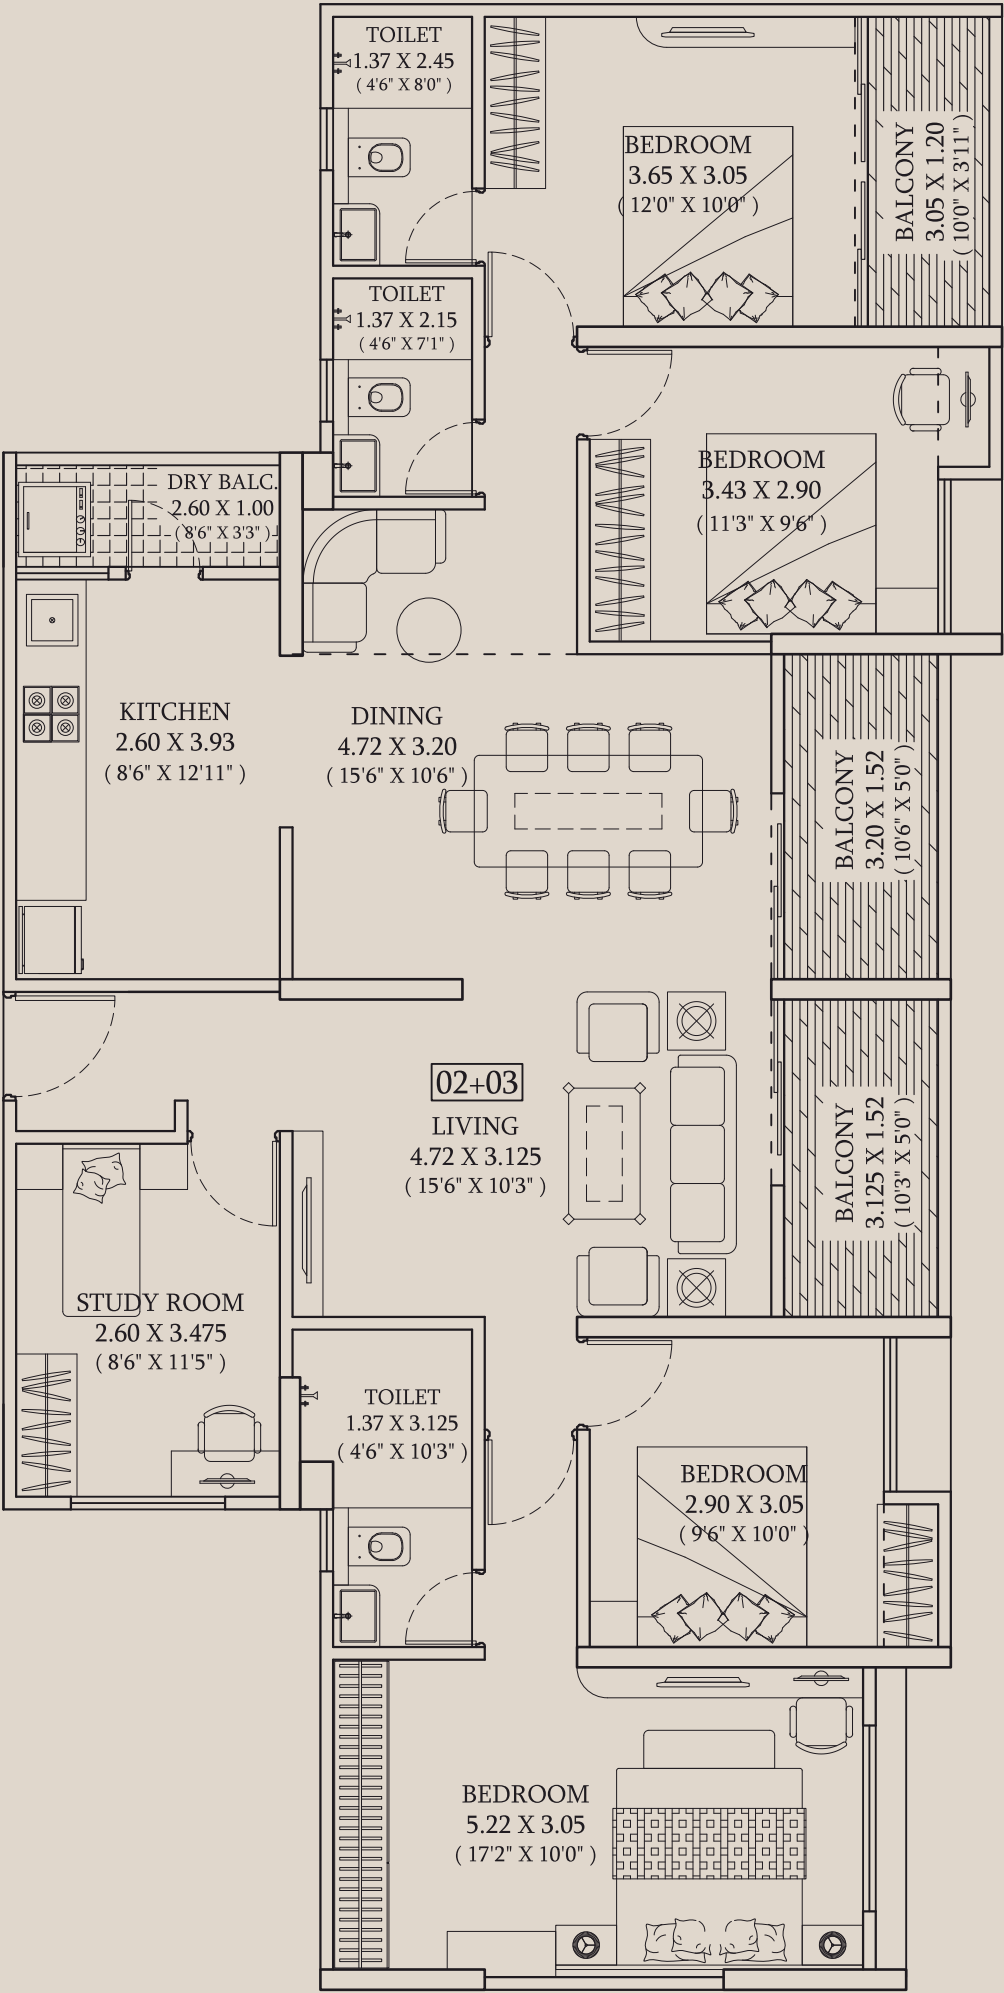 TOILET
1.37 X 2.45
( 4'6" X 8'0" )
BEDROOM
3.65 X 3.05
( 12'0" X 10'0" )
BALCONY
3.05 X 1.20
( 10'0" X 3'11" )
TOILET
1.37 X 2.15
( 4'6" X 7'1" )
BEDROOM
3.43 X 2.90
( 11'3" X 9'6" )
DRY BALC.
2.60 X 1.00
( 8'6" X 3'3" )
KITCHEN
2.60 X 3.93
( 8'6" X 12'11" )
DINING
4.72 X 3.20
( 15'6" X 10'6" )
BALCONY
3.20 X 1.52
( 10'6" X 5'0" )
02+03
LIVING
4.72 X 3.125
( 15'6" X 10'3" )
BALCONY
3.125 X 1.52
( 10'3" X 5'0" )
STUDY ROOM
2.60 X 3.475
( 8'6" X 11'5" )
TOILET
1.37 X 3.125
( 4'6" X 10'3" )
BEDROOM
2.90 X 3.05
( 9'6" X 10'0" )
BEDROOM
5.22 X 3.05
( 17'2" X 10'0" )